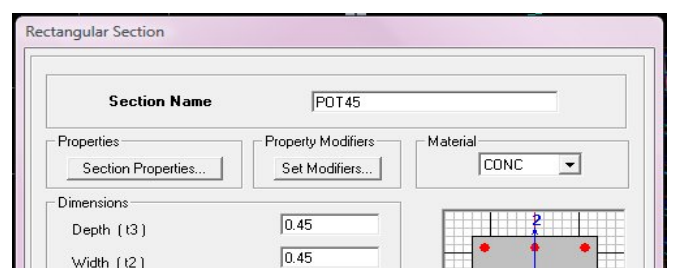 Rectangular Section
Section Name POT45
Properties Property Modifiers Material
Section Properties... Set Modifiers... CONC
Dimensions
Depth ( t3 ) 0.45
Width ( t2 ) 0.45
2